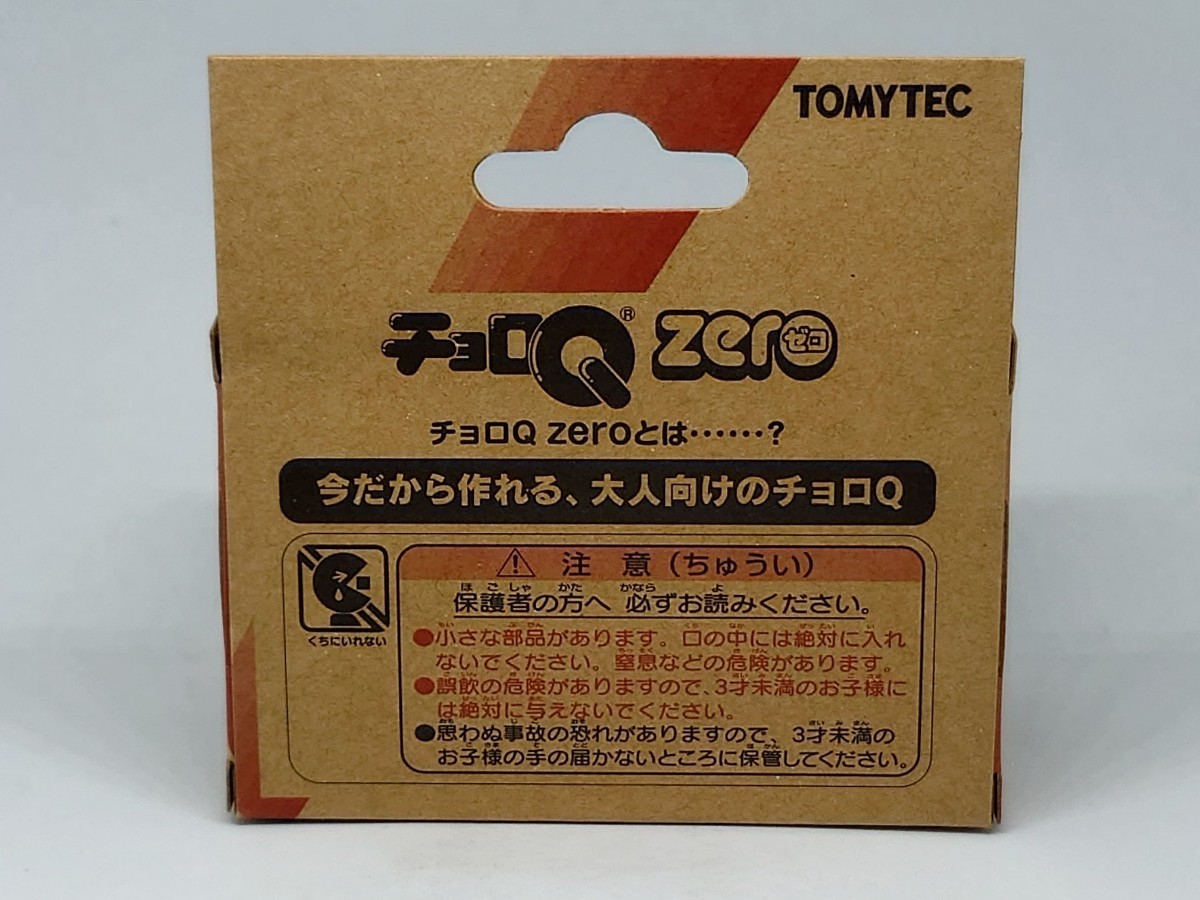 TOMYTEC
チョロQ® zeroゼロ
チョロQ zeroとは……?
今だから作れる、大人向けのチョロQ
くちにいれない
⚠ 注意(ちゅうい)
保護者の方へ 必ずお読みください。
●小さな部品があります。口の中には絶対に入れ
ないでください。窒息などの危険があります。
●誤飲の危険がありますので、3才未満のお子様に
は絶対に与えないでください。
●思わぬ事故の恐れがありますので、3才未満の
お子様の手の届かないところに保管してください。